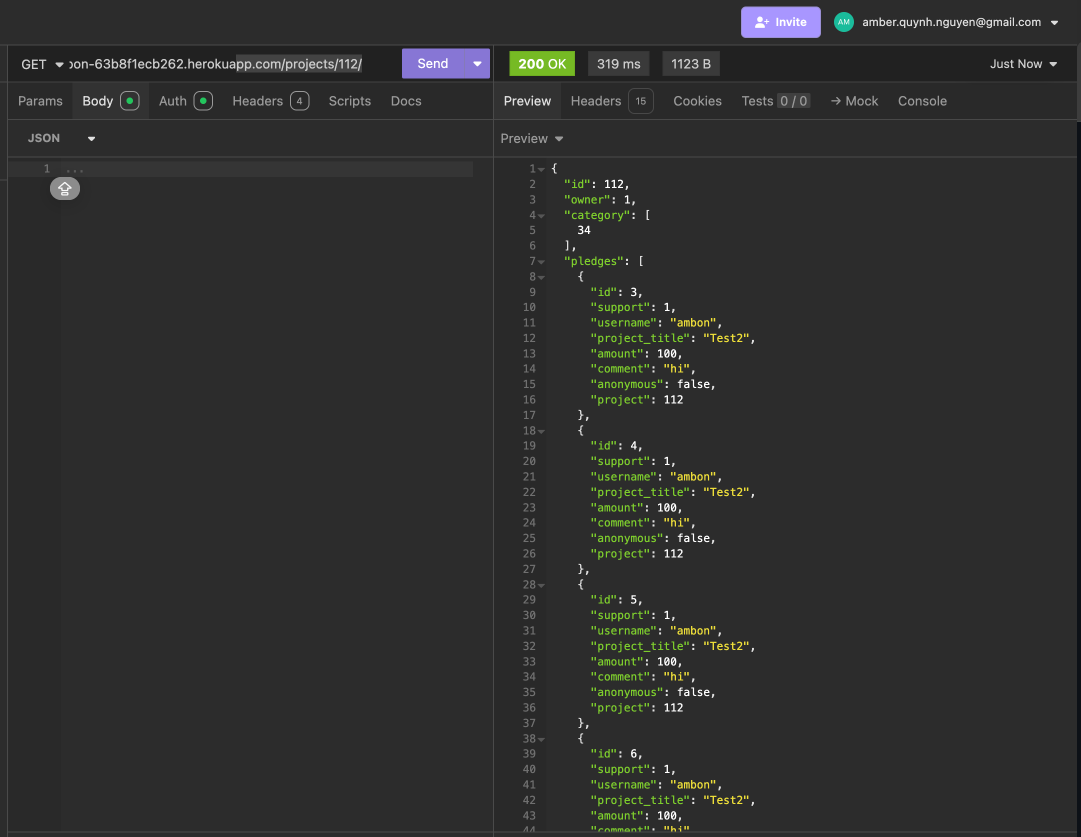 Invite AM amber.quynh.nguyen@gmail.com
GET on-63b8f1ecb262.herokuapp.com/projects/112/ Send 200 OK 319 ms 1123 B Just Now
Params Body Auth Headers 4 Scripts Docs Preview Headers 15 Cookies Tests 0 / 0 → Mock Console
JSON Preview
1 ...
1 {
2 "id": 112,
3 "owner": 1,
4 "category": [
5 34
6 ],
7 "pledges": [
8 {
9 "id": 3,
10 "support": 1,
11 "username": "ambon",
12 "project_title": "Test2",
13 "amount": 100,
14 "comment": "hi",
15 "anonymous": false,
16 "project": 112
17 },
18 {
19 "id": 4,
20 "support": 1,
21 "username": "ambon",
22 "project_title": "Test2",
23 "amount": 100,
24 "comment": "hi",
25 "anonymous": false,
26 "project": 112
27 },
28 {
29 "id": 5,
30 "support": 1,
31 "username": "ambon",
32 "project_title": "Test2",
33 "amount": 100,
34 "comment": "hi",
35 "anonymous": false,
36 "project": 112
37 },
38 {
39 "id": 6,
40 "support": 1,
41 "username": "ambon",
42 "project_title": "Test2",
43 "amount": 100,
44 "comment": "hi"